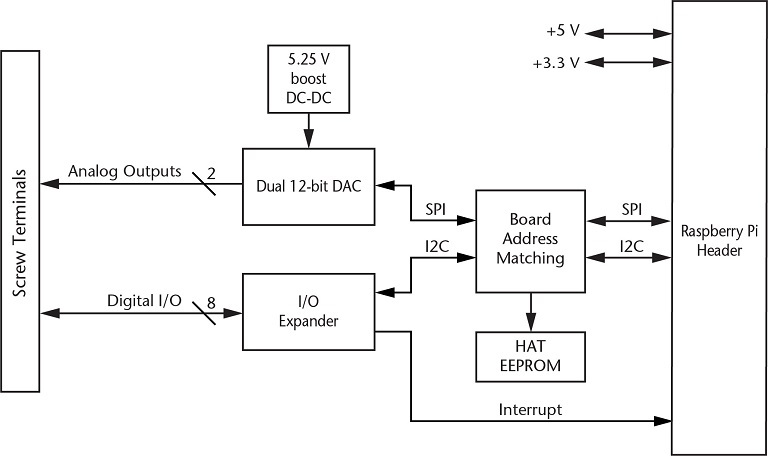 +5 V
+3.3 V
5.25 V
boost
DC-DC
Analog Outputs
2
Dual 12-bit DAC
SPI
I2C
Board
Address
Matching
SPI
I2C
Raspberry Pi
Header
Screw Terminals
Digital I/O
8
I/O
Expander
HAT
EEPROM
Interrupt